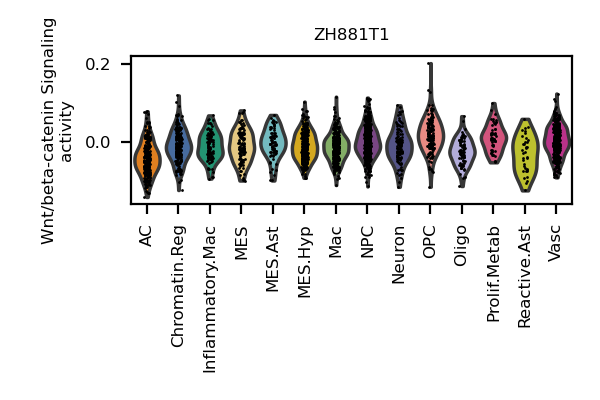 ZH881T1
Wnt/beta-catenin Signaling
activity
0.2
0.0
AC
Chromatin.Reg
Inflammatory.Mac
MES
MES.Ast
MES.Hyp
Mac
NPC
Neuron
OPC
Oligo
Prolif.Metab
Reactive.Ast
Vasc